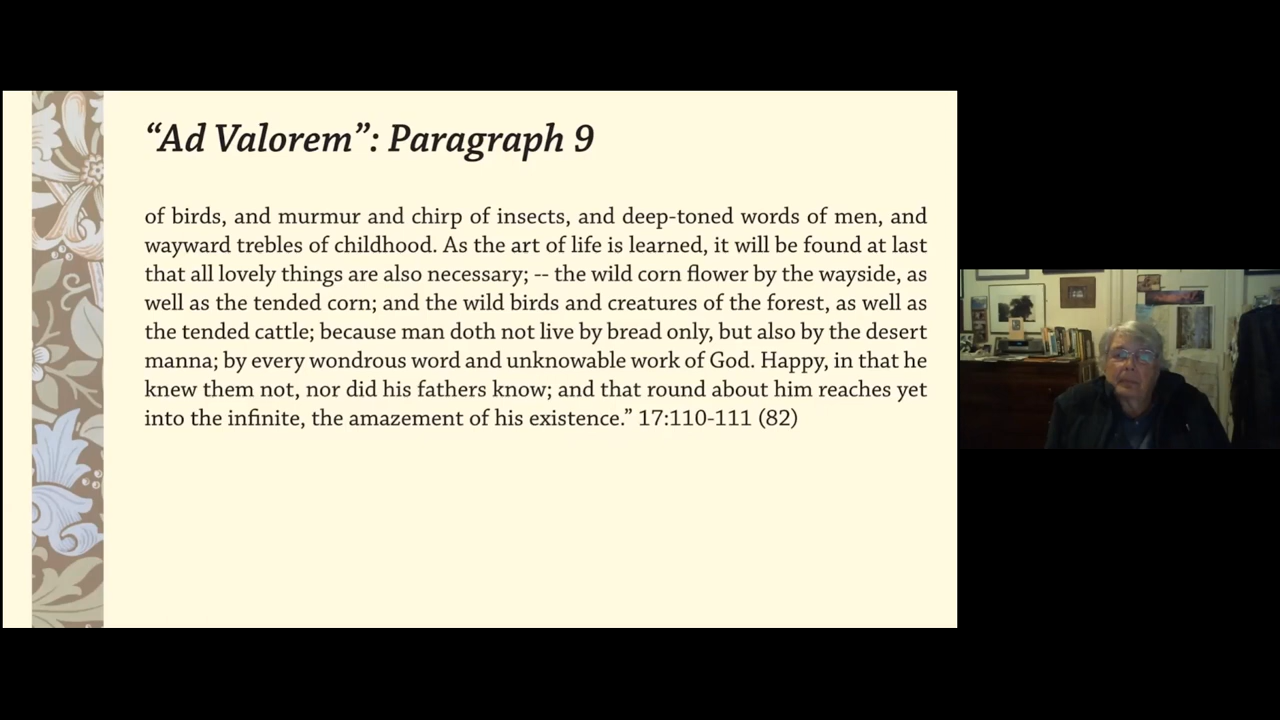 “Ad Valorem”: Paragraph 9
of birds, and murmur and chirp of insects, and deep-toned words of men, and
wayward trebles of childhood. As the art of life is learned, it will be found at last
that all lovely things are also necessary; -- the wild corn flower by the wayside, as
well as the tended corn; and the wild birds and creatures of the forest, as well as
the tended cattle; because man doth not live by bread only, but also by the desert
manna; by every wondrous word and unknowable work of God. Happy, in that he
knew them not, nor did his fathers know; and that round about him reaches yet
into the infinite, the amazement of his existence.” 17:110-111 (82)